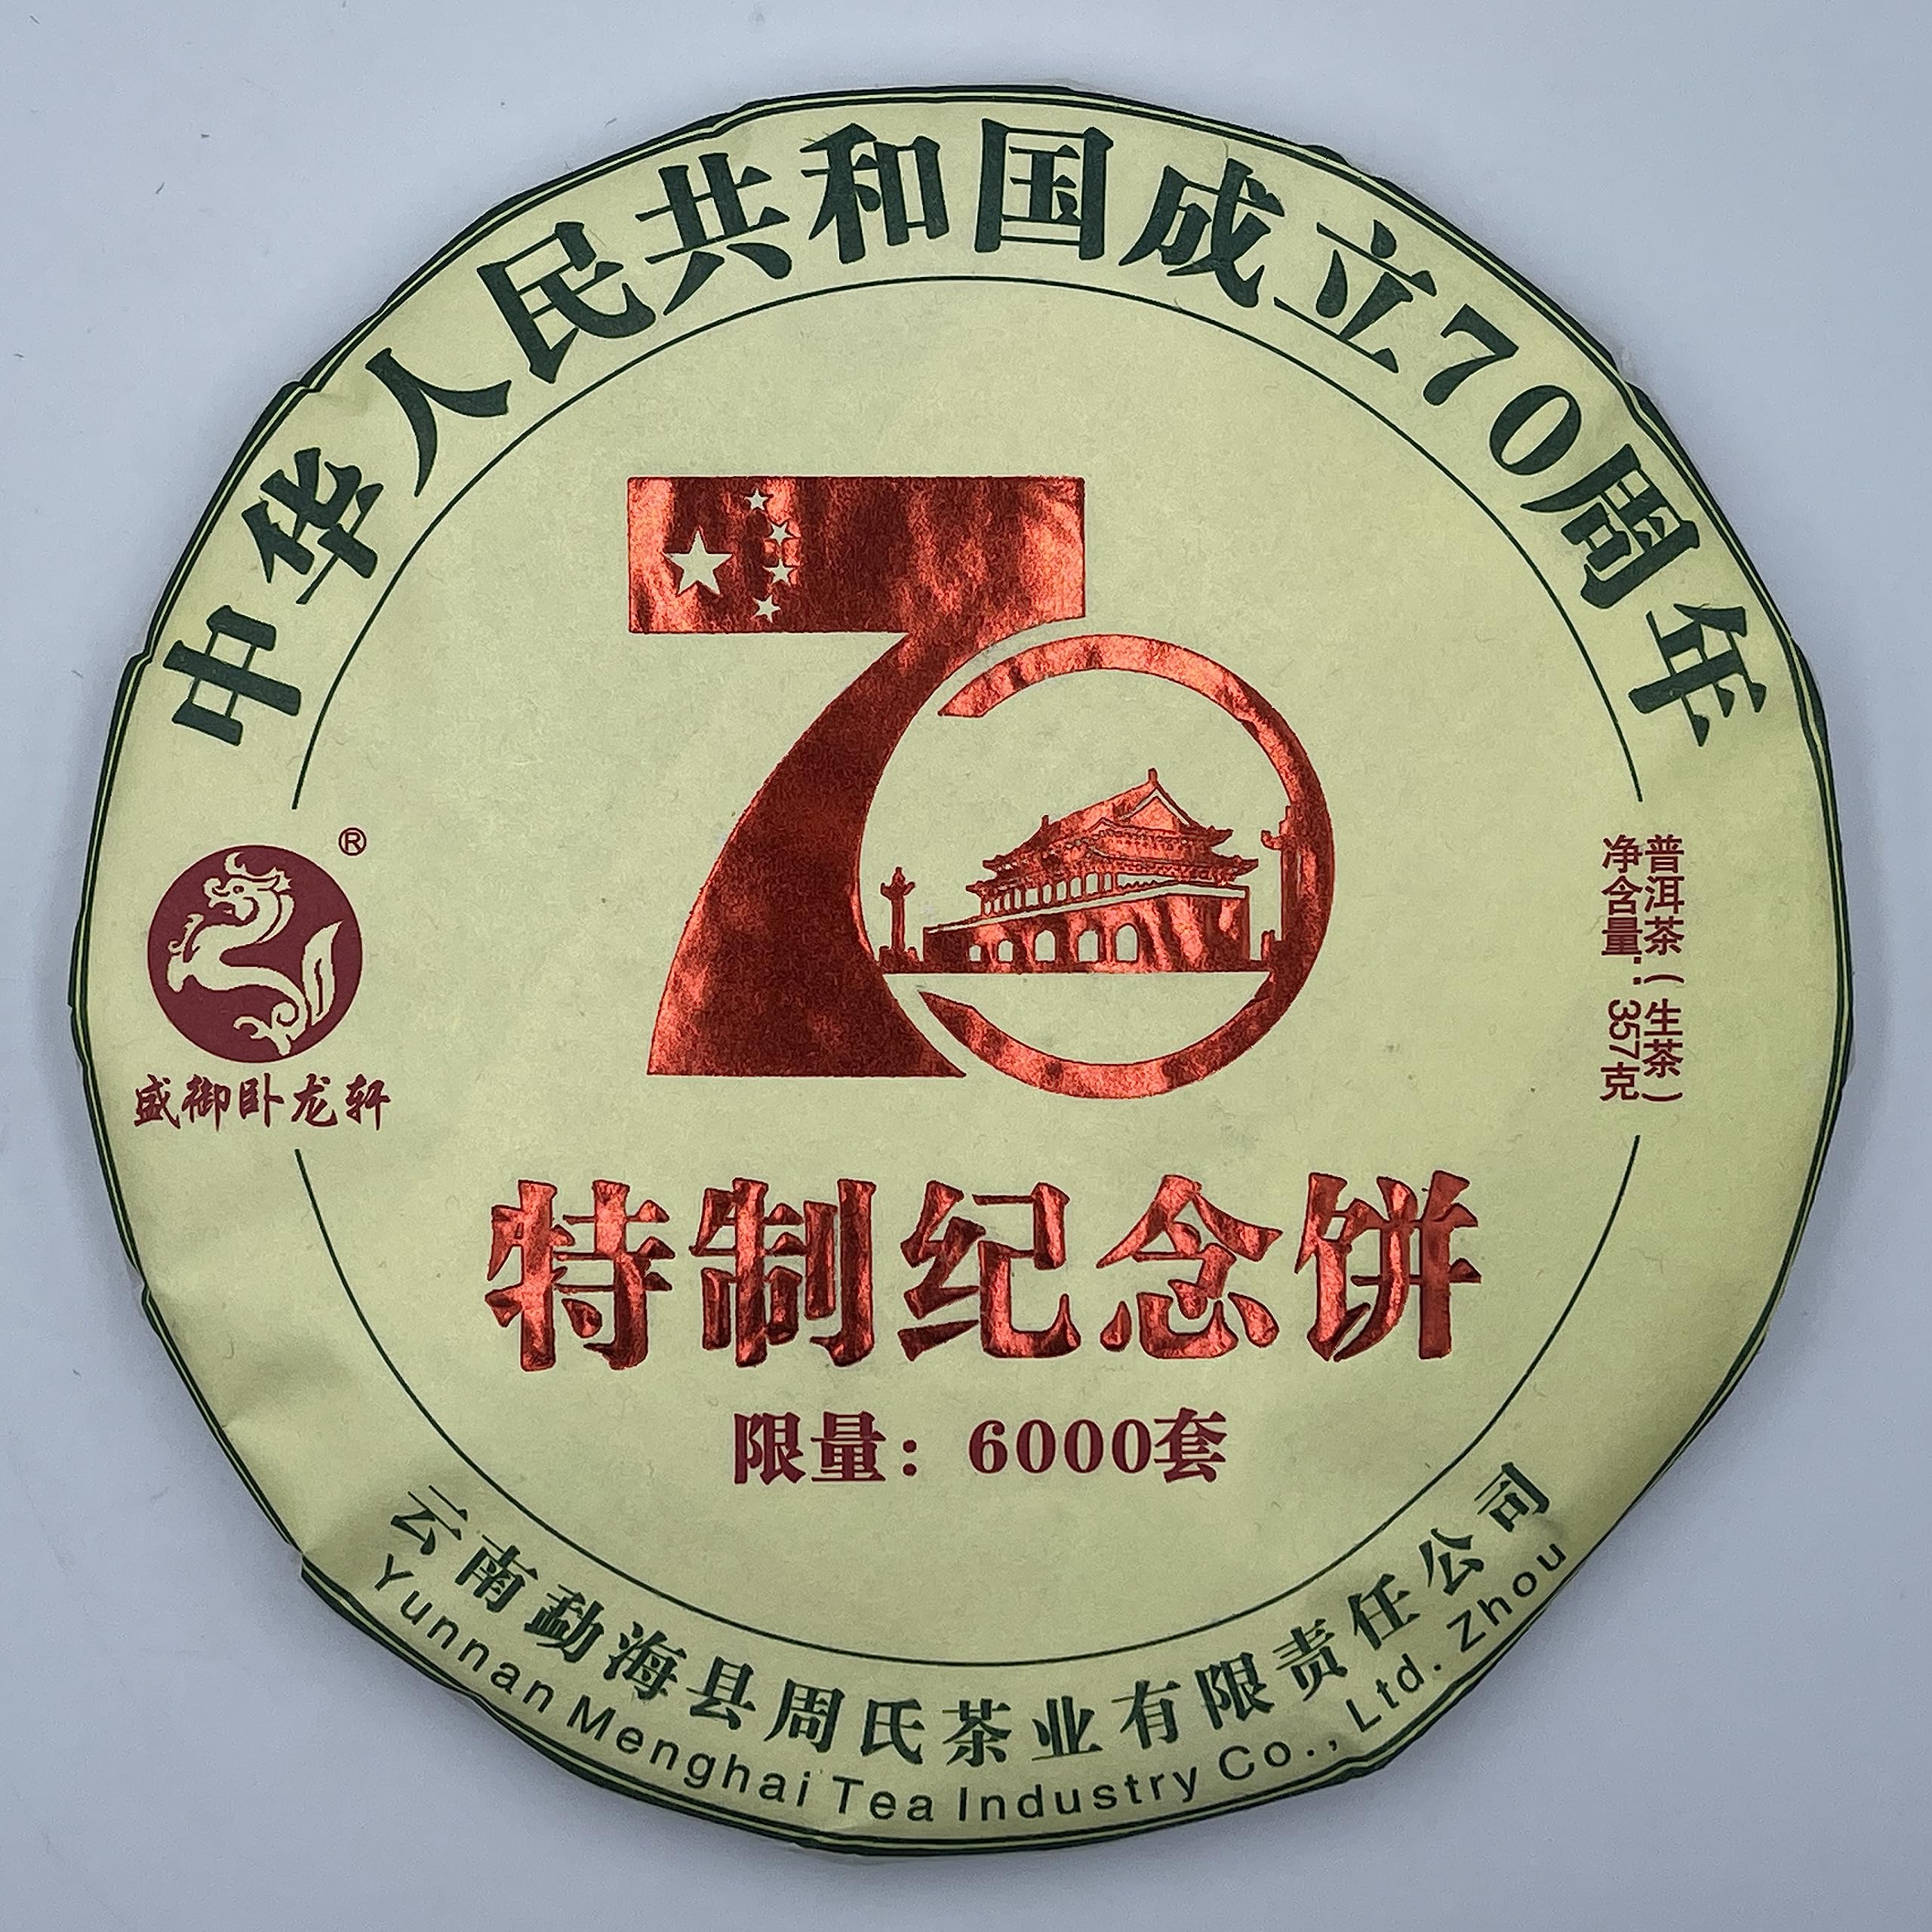 中华人民共和国成立70周年
70
®
盛御卧龙轩
普洱茶(生茶)
净含量:357克
特制纪念饼
限量:6000套
云南勐海县周氏茶业有限责任公司
Yunnan Menghai Tea Industry Co., Ltd. Zhou